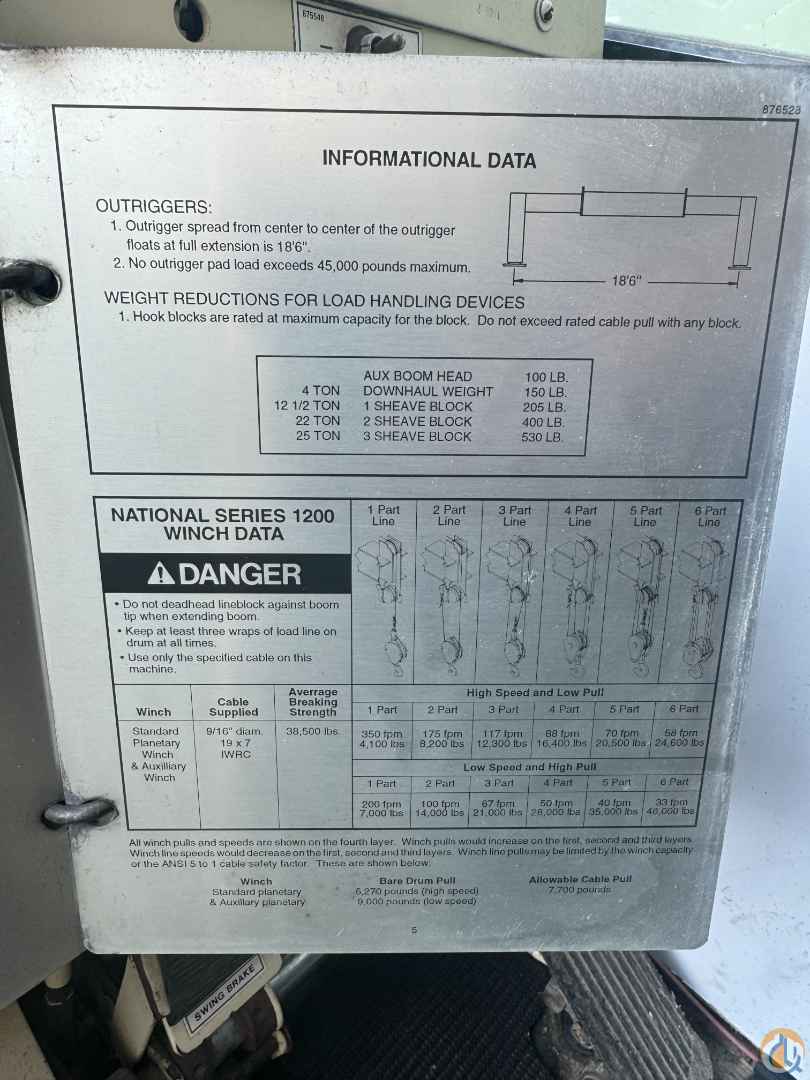 675548
876528
INFORMATIONAL DATA
OUTRIGGERS:
1. Outrigger spread from center to center of the outrigger
floats at full extension is 18'6".
2. No outrigger pad load exceeds 45,000 pounds maximum.
18'6"
WEIGHT REDUCTIONS FOR LOAD HANDLING DEVICES
1. Hook blocks are rated at maximum capacity for the block. Do not exceed rated cable pull with any block.
AUX BOOM HEAD 100 LB.
4 TON DOWNHAUL WEIGHT 150 LB.
12 1/2 TON 1 SHEAVE BLOCK 205 LB.
22 TON 2 SHEAVE BLOCK 400 LB.
25 TON 3 SHEAVE BLOCK 530 LB.
NATIONAL SERIES 1200
WINCH DATA
1 Part Line 2 Part Line 3 Part Line 4 Part Line 5 Part Line 6 Part Line
DANGER
• Do not deadhead lineblock against boom
tip when extending boom.
• Keep at least three wraps of load line on
drum at all times.
• Use only the specified cable on this
machine.
Winch Cable Supplied Averrage Breaking Strength
High Speed and Low Pull
1 Part 2 Part 3 Part 4 Part 5 Part 6 Part
Standard Planetary Winch & Auxilliary Winch
9/16" diam. 19 x 7 IWRC
38,500 lbs.
350 fpm 175 fpm 117 fpm 88 fpm 70 fpm 58 fpm
4,100 lbs 8,200 lbs 12,300 lbs 16,400 lbs 20,500 lbs 24,600 lbs
Low Speed and High Pull
1 Part 2 Part 3 Part 4 Part 5 Part 6 Part
200 fpm 100 fpm 67 fpm 50 fpm 40 fpm 33 fpm
7,000 lbs 14,000 lbs 21,000 lbs 28,000 lbs 35,000 lbs
All winch pulls and speeds are shown on the fourth layer. Winch pulls would increase on the first, second and third layers.
Winch line speeds would decrease on the first, second and third layers. Winch line pulls may be limited by the winch capacity
or the ANSI 5 to 1 cable safety factor. These are shown below:
Winch Bare Drum Pull Allowable Cable Pull
Standard planetary 6,270 pounds (high speed) 7,700 pounds
& Auxillary planetary 9,000 pounds (low speed)
5
SWING BRAKE